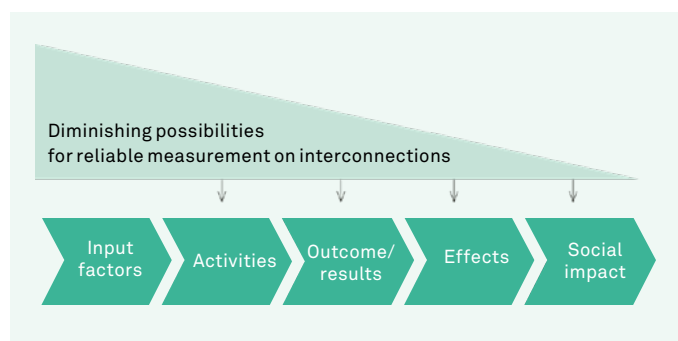 Diminishing possibilities
for reliable measurement on interconnections
Input
factors
Activities
Outcome/
results
Effects
Social
impact